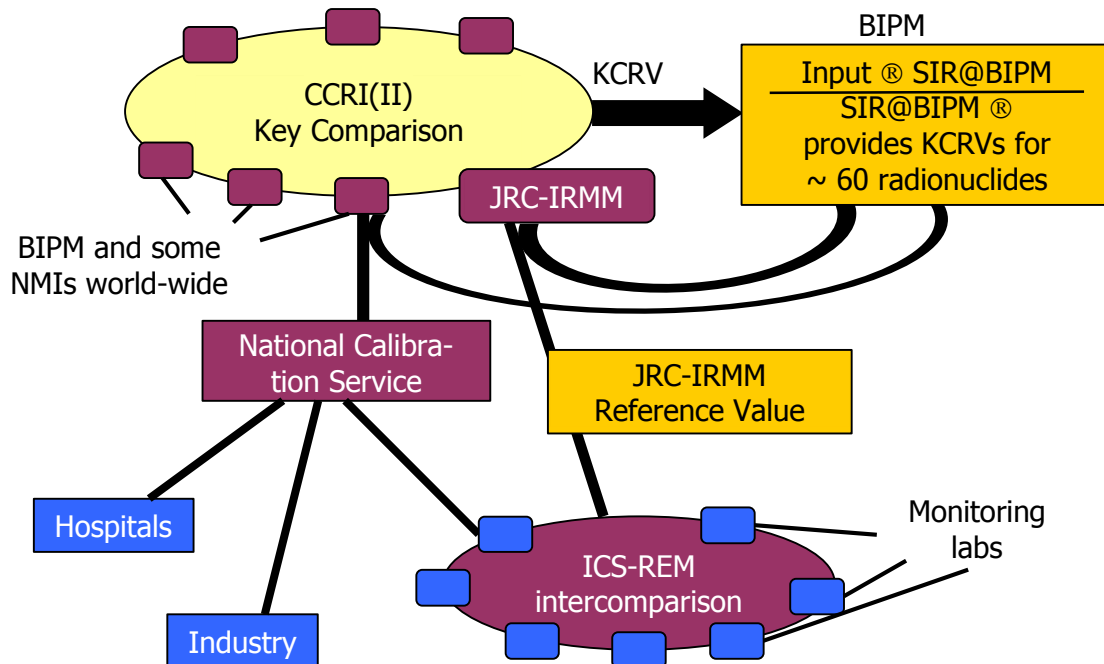 BIPM
KCRV
Input ® SIR@BIPM
SIR@BIPM ®
provides KCRVs for
~ 60 radionuclides
CCRI(II)
Key Comparison
JRC-IRMM
BIPM and some
NMIs world-wide
National Calibra-
tion Service
JRC-IRMM
Reference Value
Hospitals
Monitoring
labs
ICS-REM
intercomparison
Industry